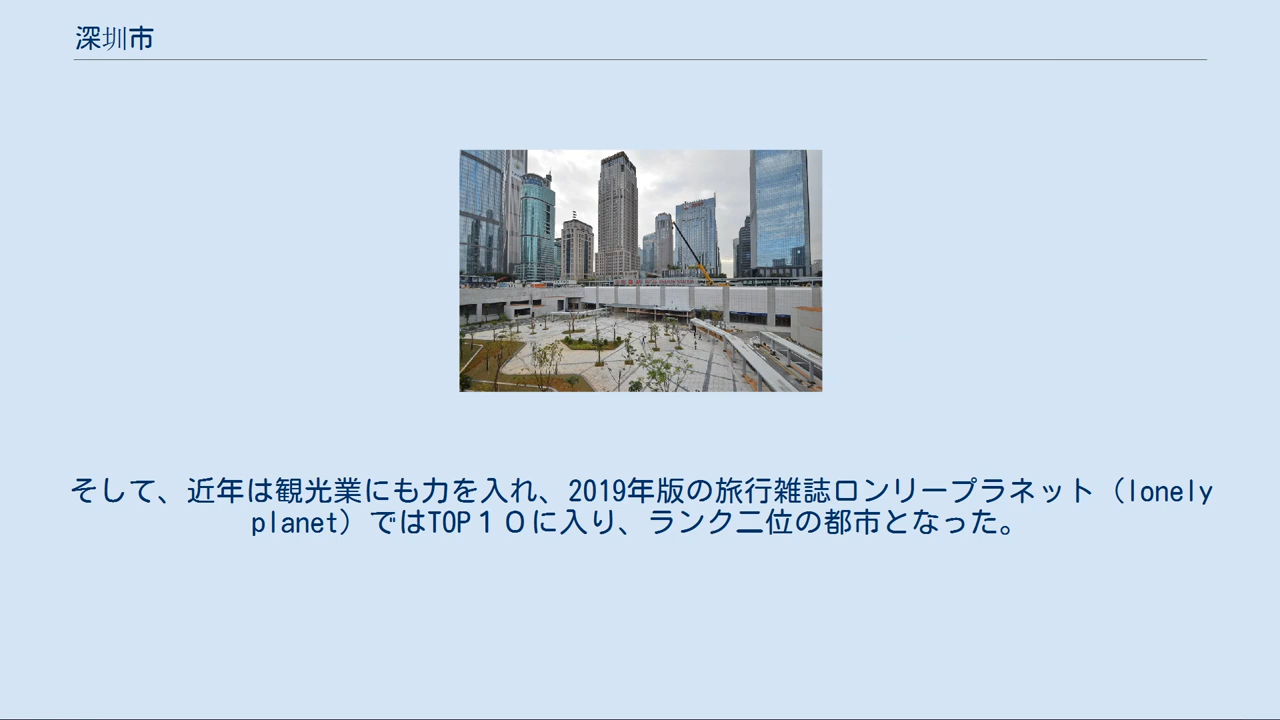 深圳市
そして、近年は観光業にも力を入れ、2019年版の旅行雑誌ロンリープラネット（lonely
planet）ではTOP１０に入り、ランク二位の都市となった。